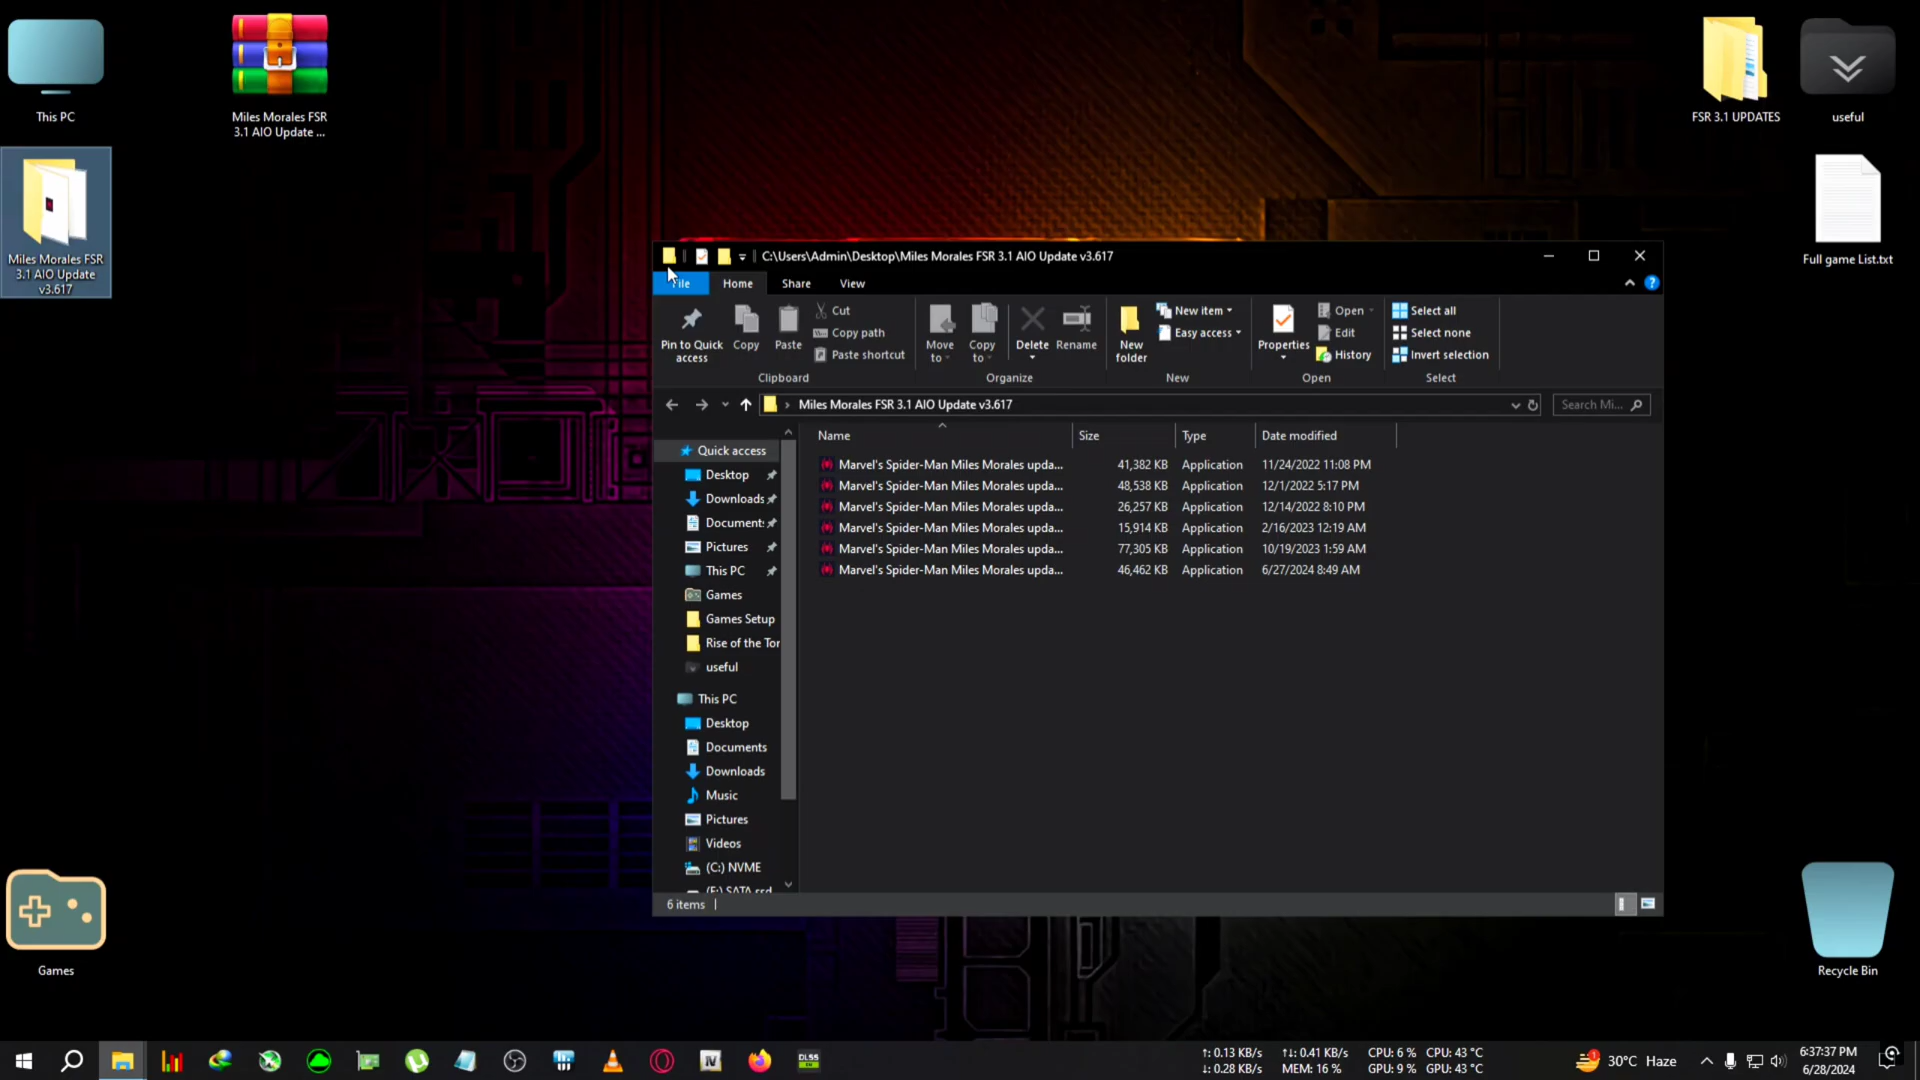 This PC
Miles Morales FSR
3.1 AIO Update ...
FSR 3.1 UPDATES
useful
Miles Morales FSR
3.1 AIO Update
v3.617
Full game List.txt
C:\Users\Admin\Desktop\Miles Morales FSR 3.1 AIO Update v3.617
File
Home
Share
View
Pin to Quick
access
Copy
Paste
Cut
Copy path
Paste shortcut
Clipboard
Move
to
Copy
to
Delete
Rename
Organize
New
folder
New item
Easy access
New
Properties
Open
Edit
History
Open
Select all
Select none
Invert selection
Select
Miles Morales FSR 3.1 AIO Update v3.617
Search Mi...
Name
Size
Type
Date modified
Marvel's Spider-Man Miles Morales upda... 41,382 KB Application 11/24/2022 11:08 PM
Marvel's Spider-Man Miles Morales upda... 48,538 KB Application 12/1/2022 5:17 PM
Marvel's Spider-Man Miles Morales upda... 26,257 KB Application 12/14/2022 8:10 PM
Marvel's Spider-Man Miles Morales upda... 15,914 KB Application 2/16/2023 12:19 AM
Marvel's Spider-Man Miles Morales upda... 77,305 KB Application 10/19/2023 1:59 AM
Marvel's Spider-Man Miles Morales upda... 46,462 KB Application 6/27/2024 8:49 AM
Quick access
Desktop
Downloads
Document:
Pictures
This PC
Games
Games Setup
Rise of the Tor
useful
This PC
Desktop
Documents
Downloads
Music
Pictures
Videos
(C:) NVME
6 items
Games
Recycle Bin
DLSS
↑: 0.13 KB/s
↓: 0.28 KB/s
↑↓: 0.41 KB/s
MEM: 16 %
CPU: 6 % CPU: 43 °C
GPU: 9 % GPU: 43 °C
1
30°C Haze
6:37:37 PM
6/28/2024